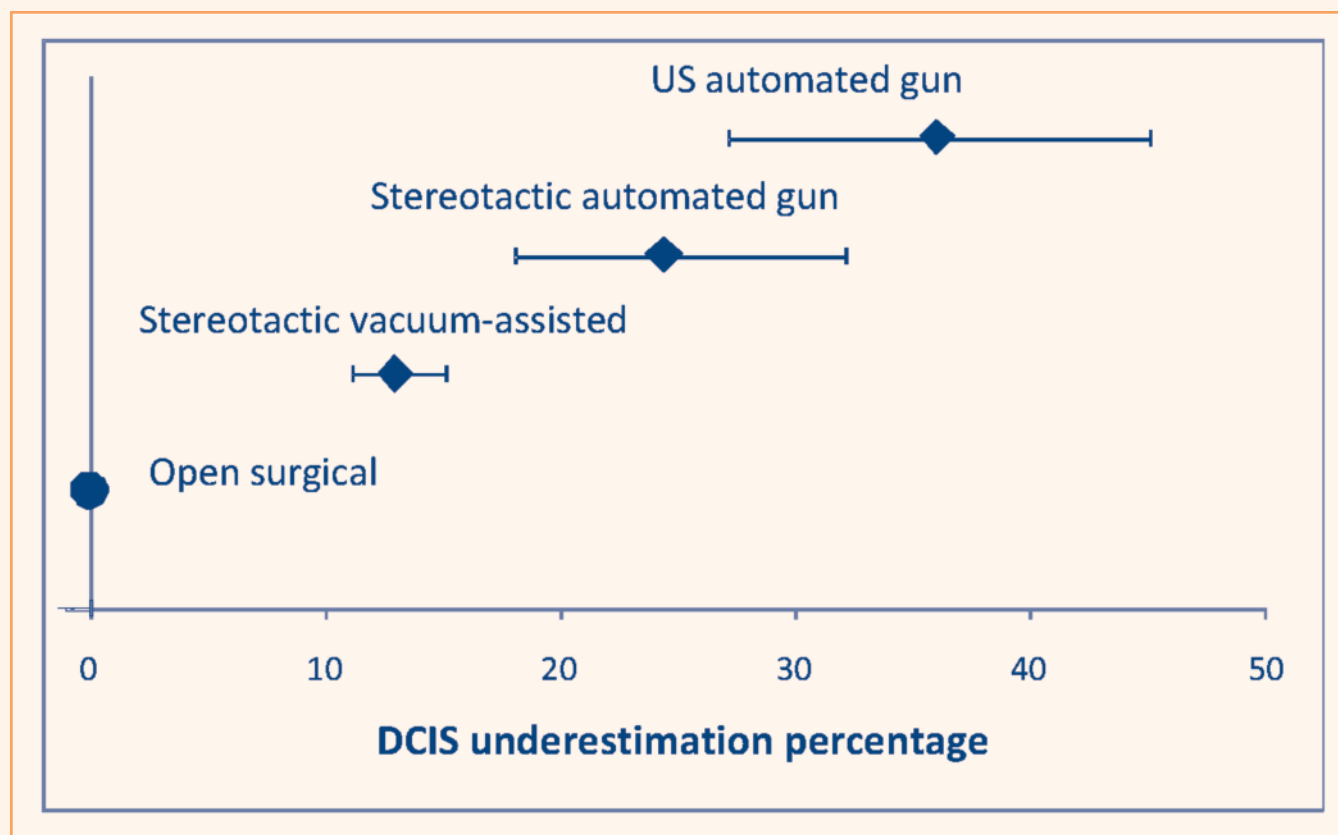 US automated gun
Stereotactic automated gun
Stereotactic vacuum-assisted
Open surgical
0 10 20 30 40 50
DCIS underestimation percentage